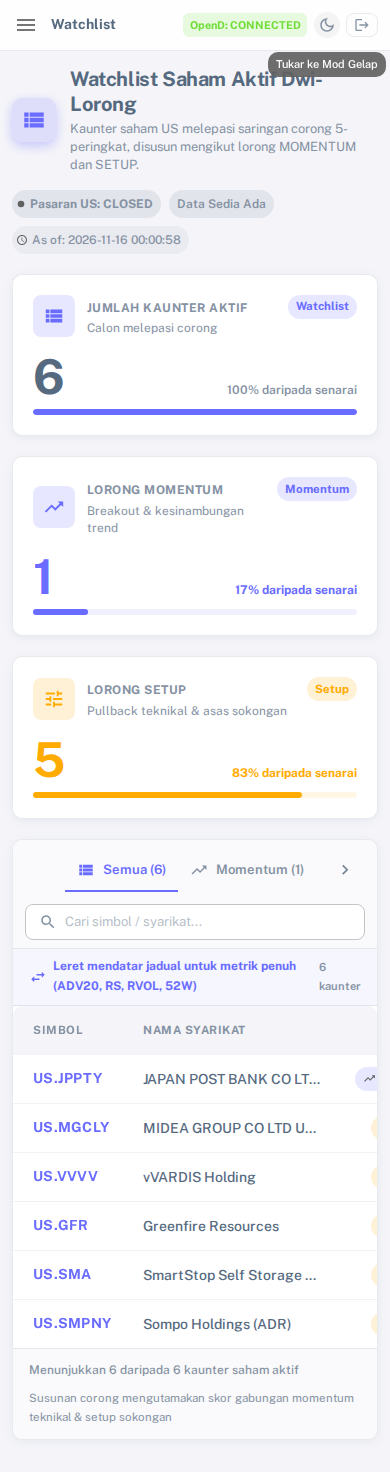 Watchlist
OpenD: CONNECTED
Tukar ke Mod Gelap
Watchlist Saham Aktif Dwi-
Lorong
Kaunter saham US melepasi saringan corong 5-
peringkat, disusun mengikut lorong MOMENTUM
dan SETUP.
Pasaran US: CLOSED
Data Sedia Ada
As of: 2026-11-16 00:00:58
JUMLAH KAUNTER AKTIF
Watchlist
Calon melepasi corong
6
100% daripada senarai
LORONG MOMENTUM
Momentum
Breakout & kesinambungan
trend
1
17% daripada senarai
LORONG SETUP
Setup
Pullback teknikal & asas sokongan
5
83% daripada senarai
Semua (6)
Momentum (1)
Cari simbol / syarikat...
Leret mendatar jadual untuk metrik penuh
(ADV20, RS, RVOL, 52W)
6
kaunter
SIMBOL NAMA SYARIKAT
US.JPPTY JAPAN POST BANK CO LT...
US.MGCLY MIDEA GROUP CO LTD U...
US.VVVV vVARDIS Holding
US.GFR Greenfire Resources
US.SMA SmartStop Self Storage ...
US.SMPNY Sompo Holdings (ADR)
Menunjukkan 6 daripada 6 kaunter saham aktif
Susunan corong mengutamakan skor gabungan momentum
teknikal & setup sokongan